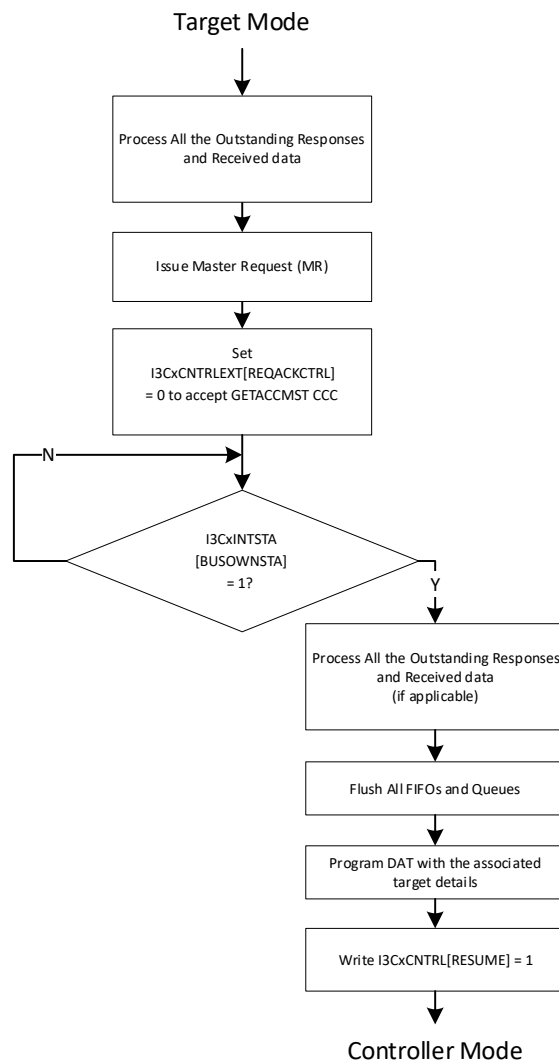 Target Mode
Process All the Outstanding Responses
and Received data
Issue Master Request (MR)
Set
I3CxCNTRLEXT[REQACKCTRL]
= 0 to accept GETACCMST CCC
N
I3CxINTSTA
[BUSOWNSTA]
= 1?
Y
Process All the Outstanding Responses
and Received data
(if applicable)
Flush All FIFOs and Queues
Program DAT with the associated
target details
Write I3CxCNTRL[RESUME] = 1
Controller Mode